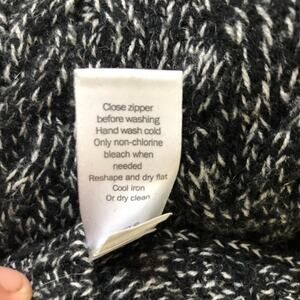 Close zipper
before washing
Hand wash cold
Only non-chlorine
bleach when
needed
Reshape and dry flat
Cool iron
Or dry clean